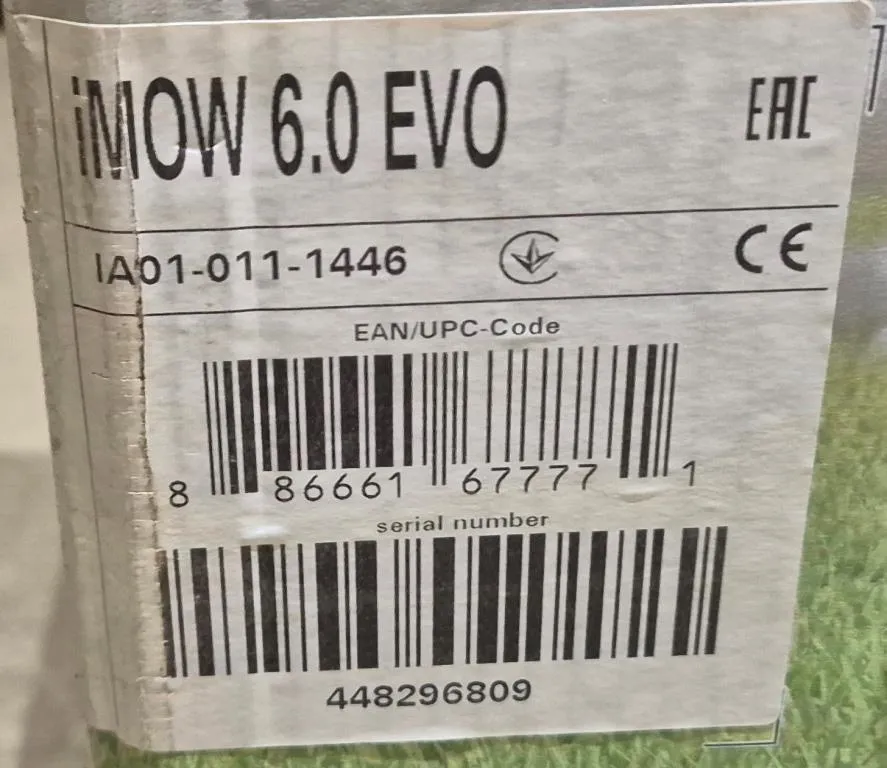 iMOW 6.0 EVO
EAC
IA01-011-1446
CE
EAN/UPC-Code
8 86661 67777 1
serial number
448296809